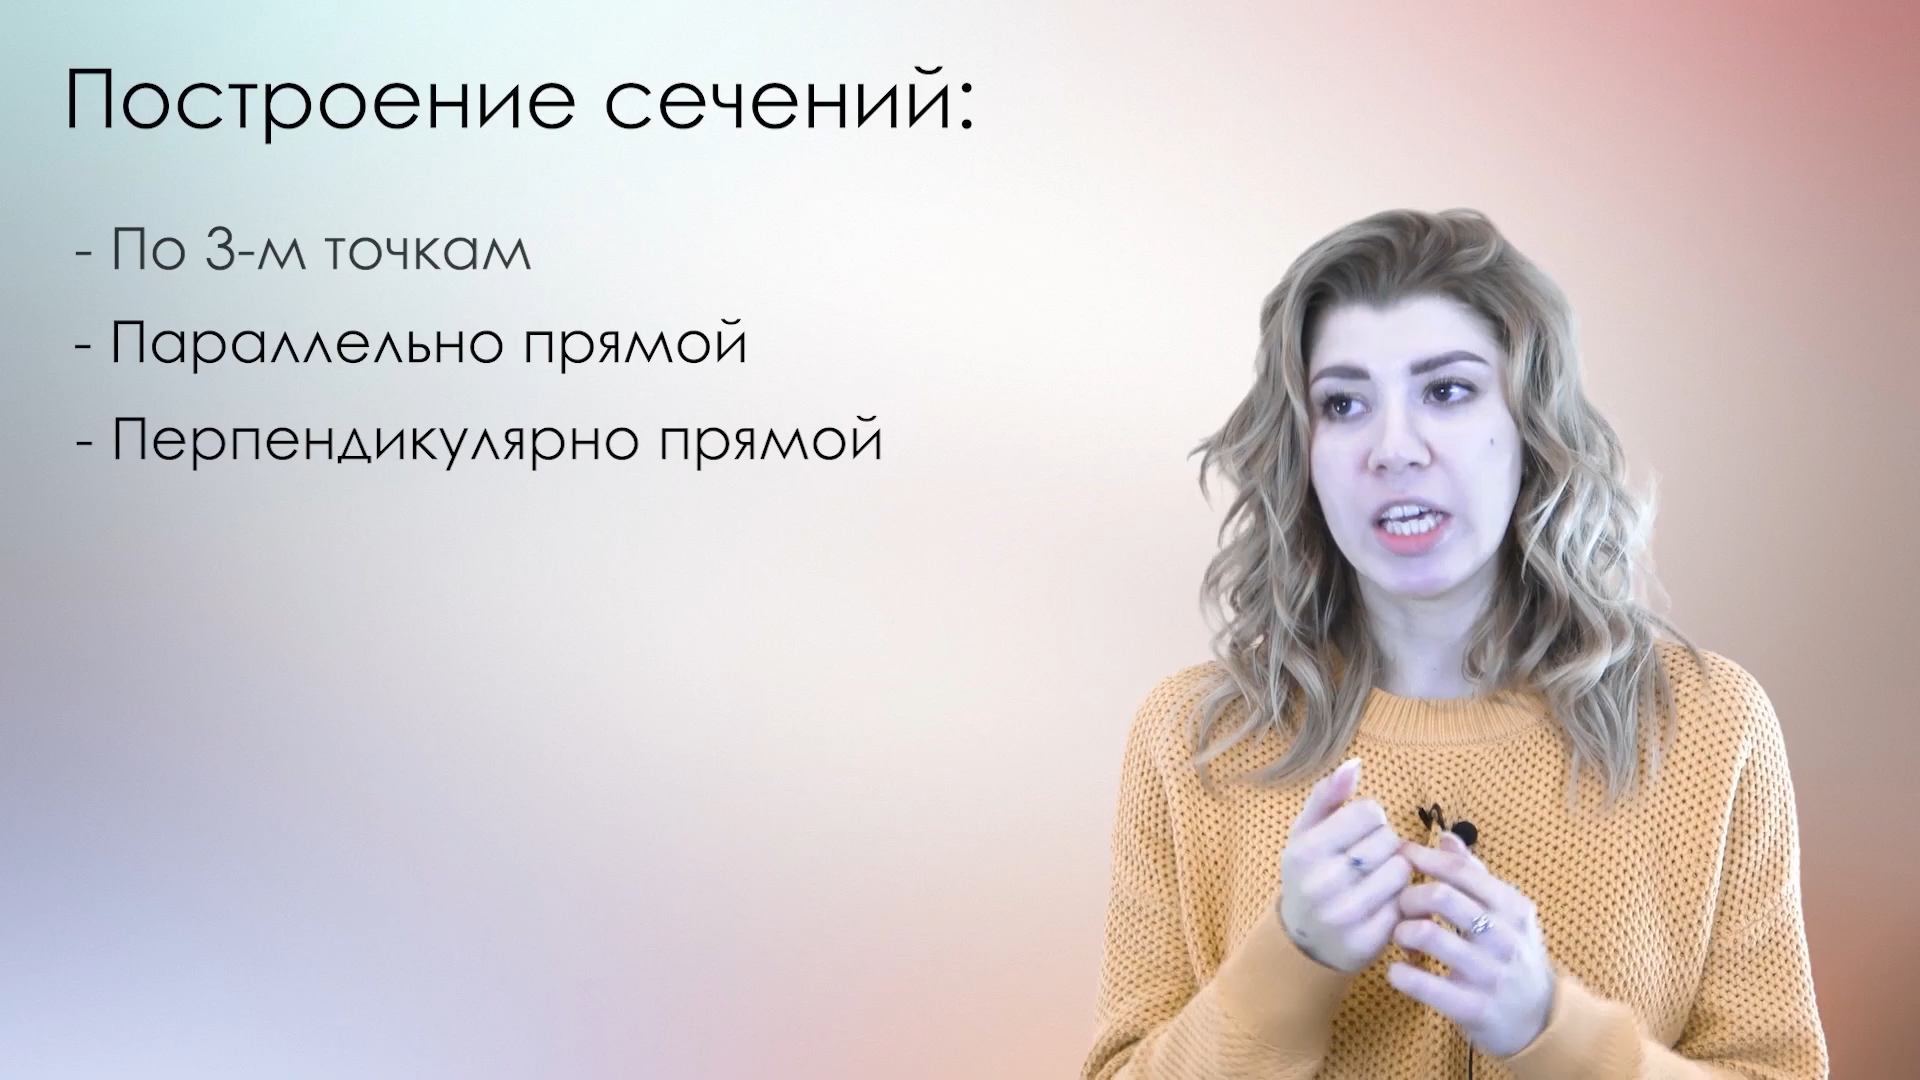 Построение сечений:
- По 3-м точкам
- Параллельно прямой
- Перпендикулярно прямой